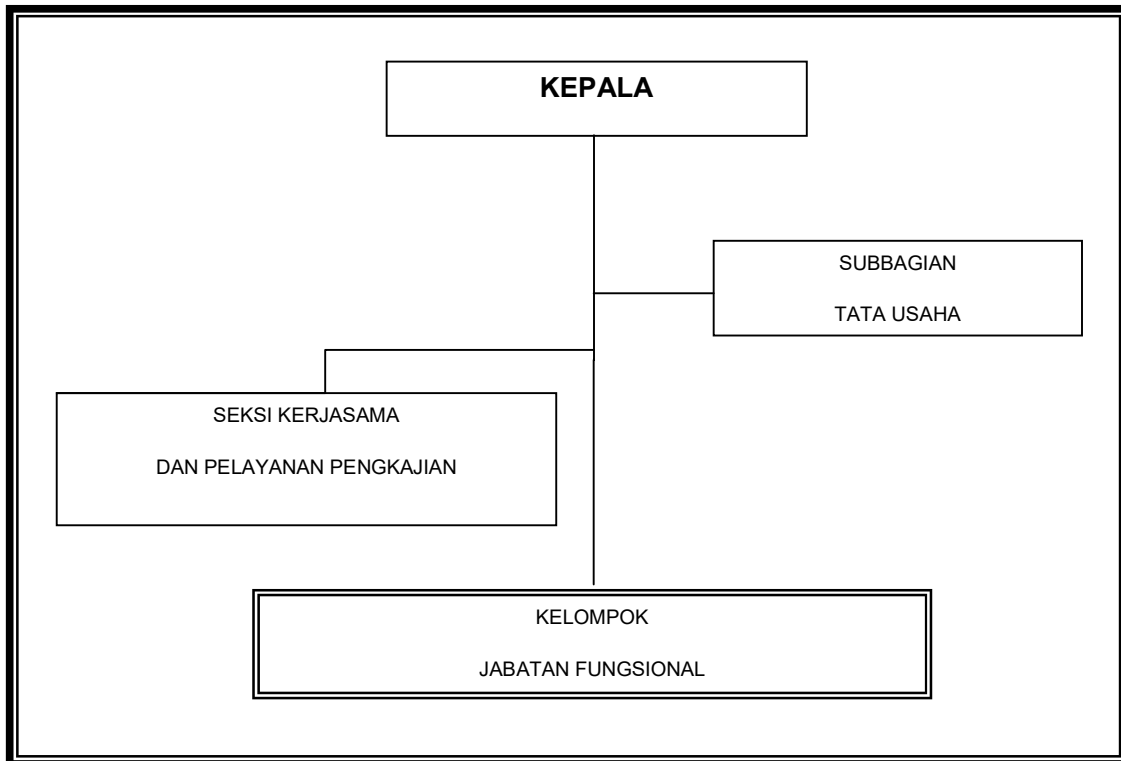 KEPALA
SUBBAGIAN
TATA USAHA
SEKSI KERJASAMA
DAN PELAYANAN PENGKAJIAN
KELOMPOK
JABATAN FUNGSIONAL